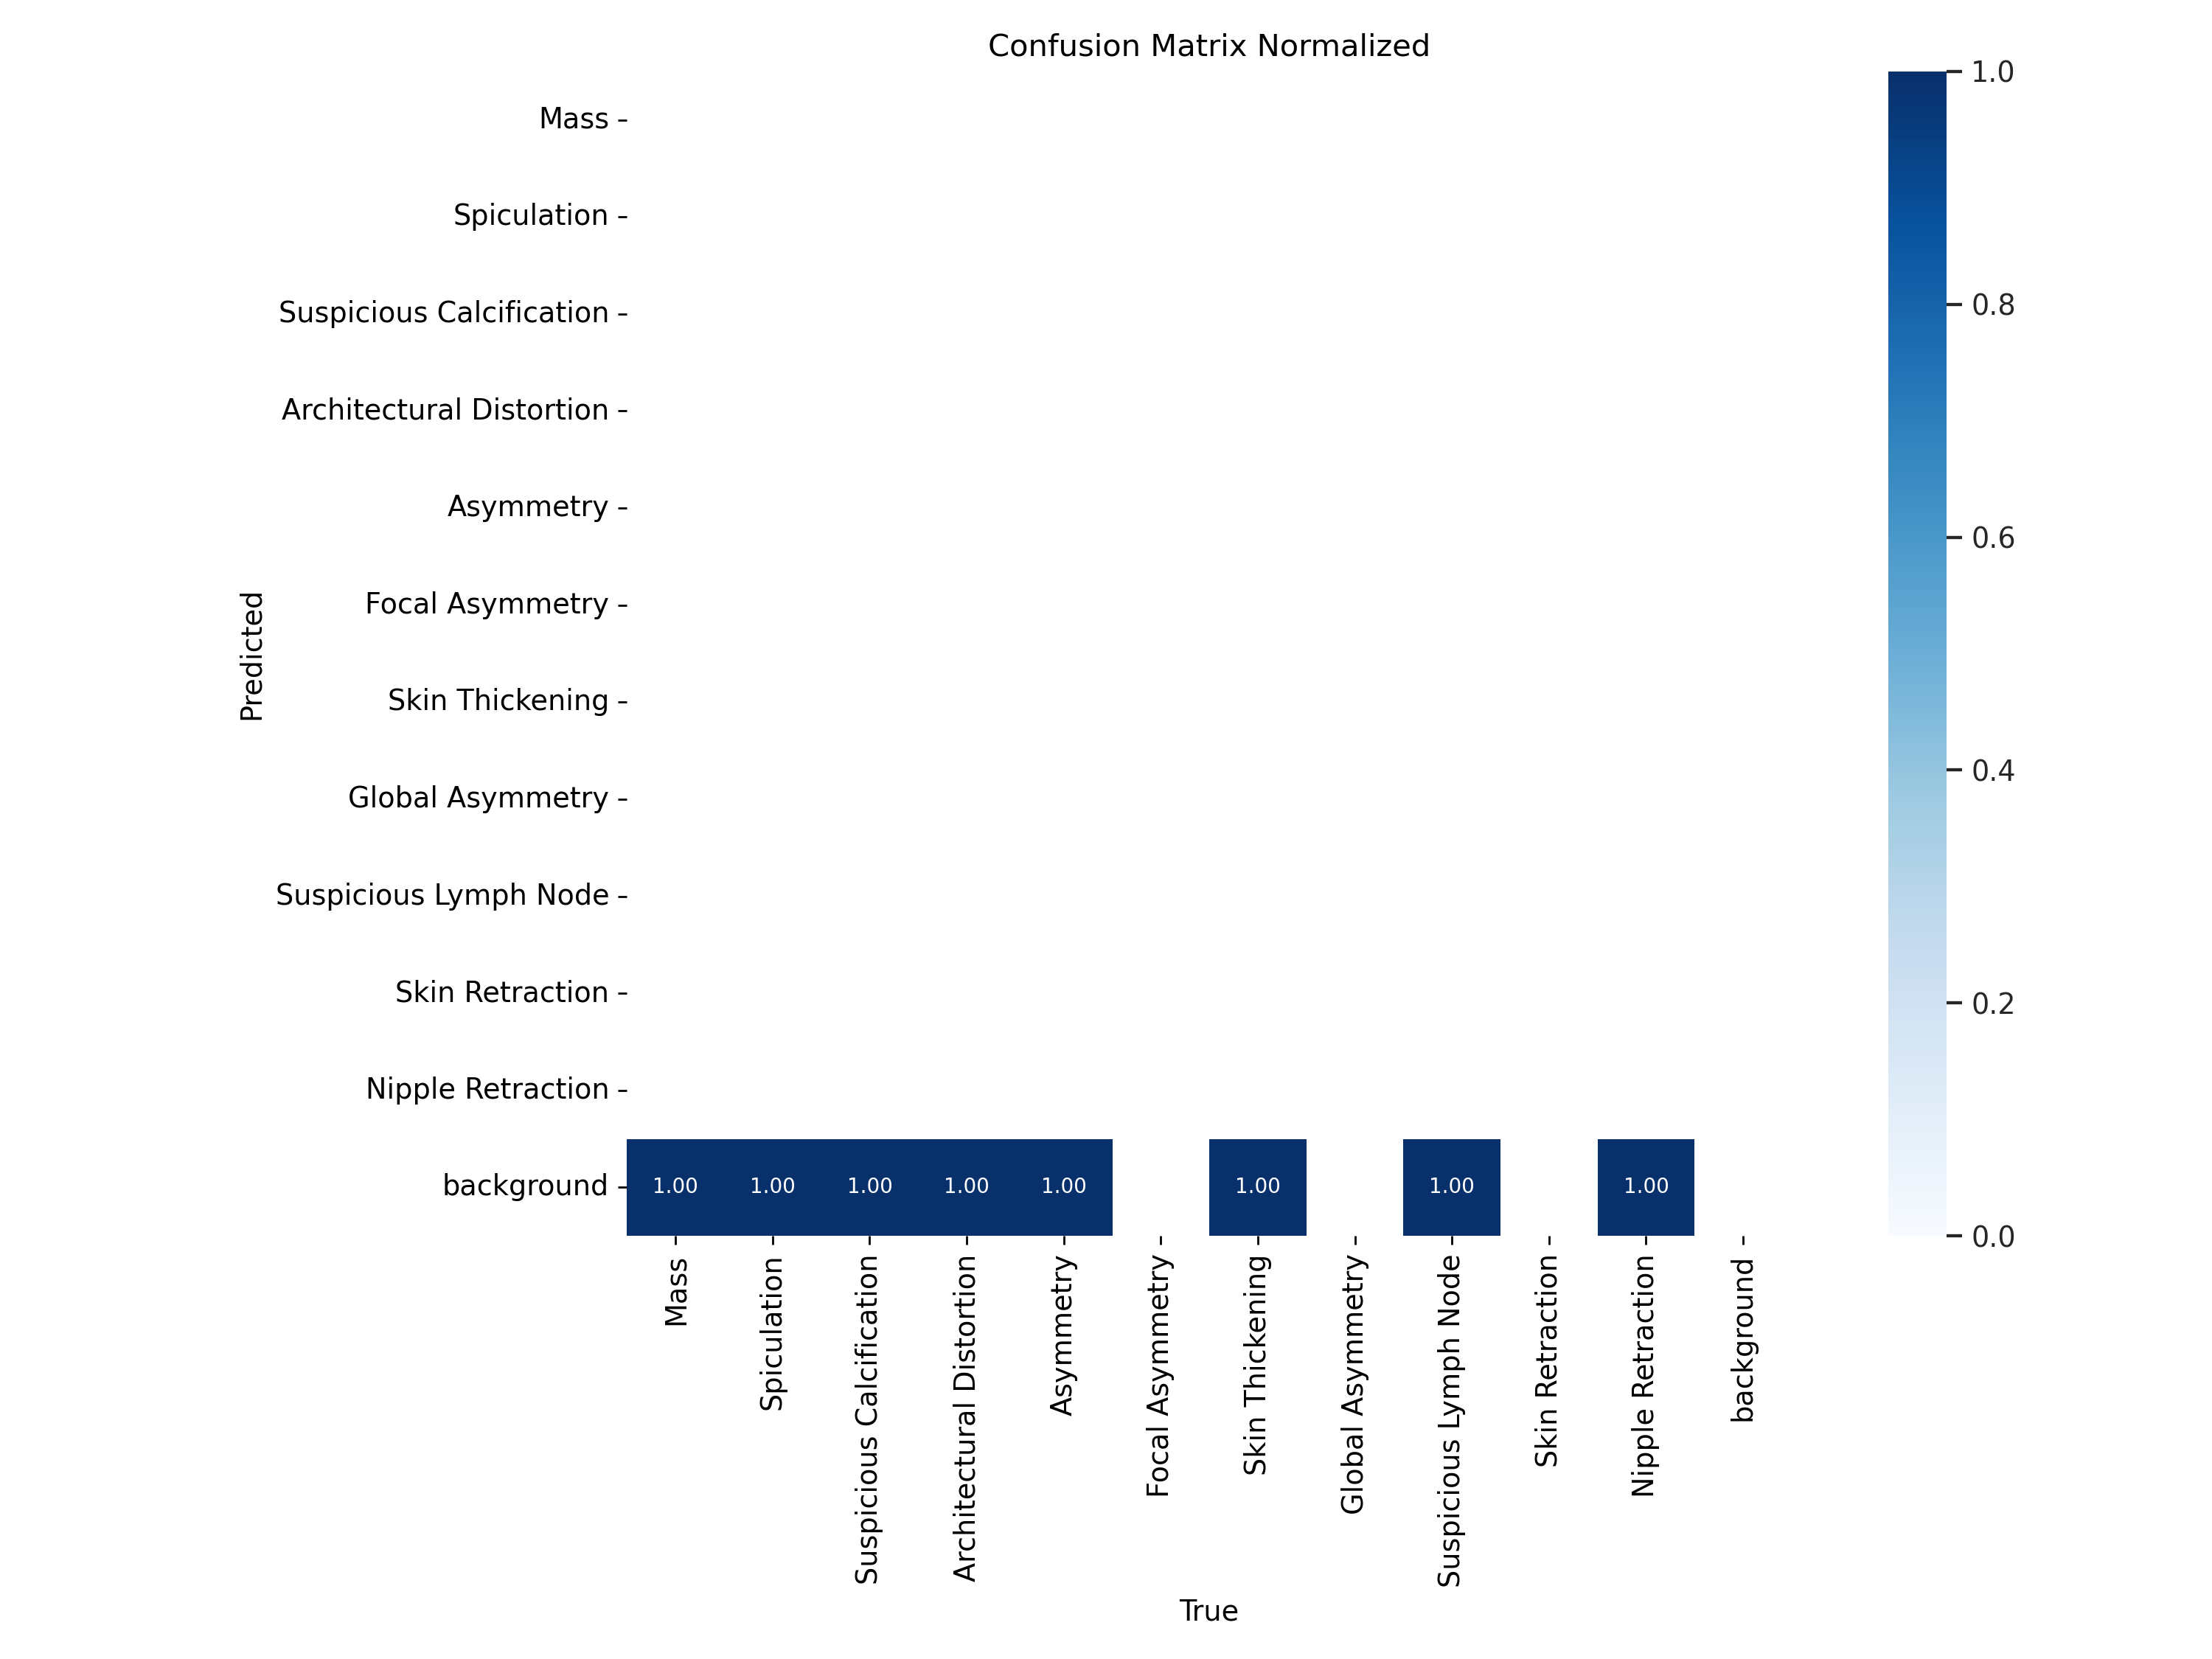 Confusion Matrix Normalized
Mass
Spiculation
Suspicious Calcification
Architectural Distortion
Asymmetry
Focal Asymmetry
Skin Thickening
Global Asymmetry
Suspicious Lymph Node
Skin Retraction
Nipple Retraction
background
Predicted
1.00 1.00 1.00 1.00 1.00 1.00 1.00 1.00
Mass
Spiculation
Suspicious Calcification
Architectural Distortion
Asymmetry
Focal Asymmetry
Skin Thickening
Global Asymmetry
Suspicious Lymph Node
Skin Retraction
Nipple Retraction
background
True
1.0
0.8
0.6
0.4
0.2
0.0